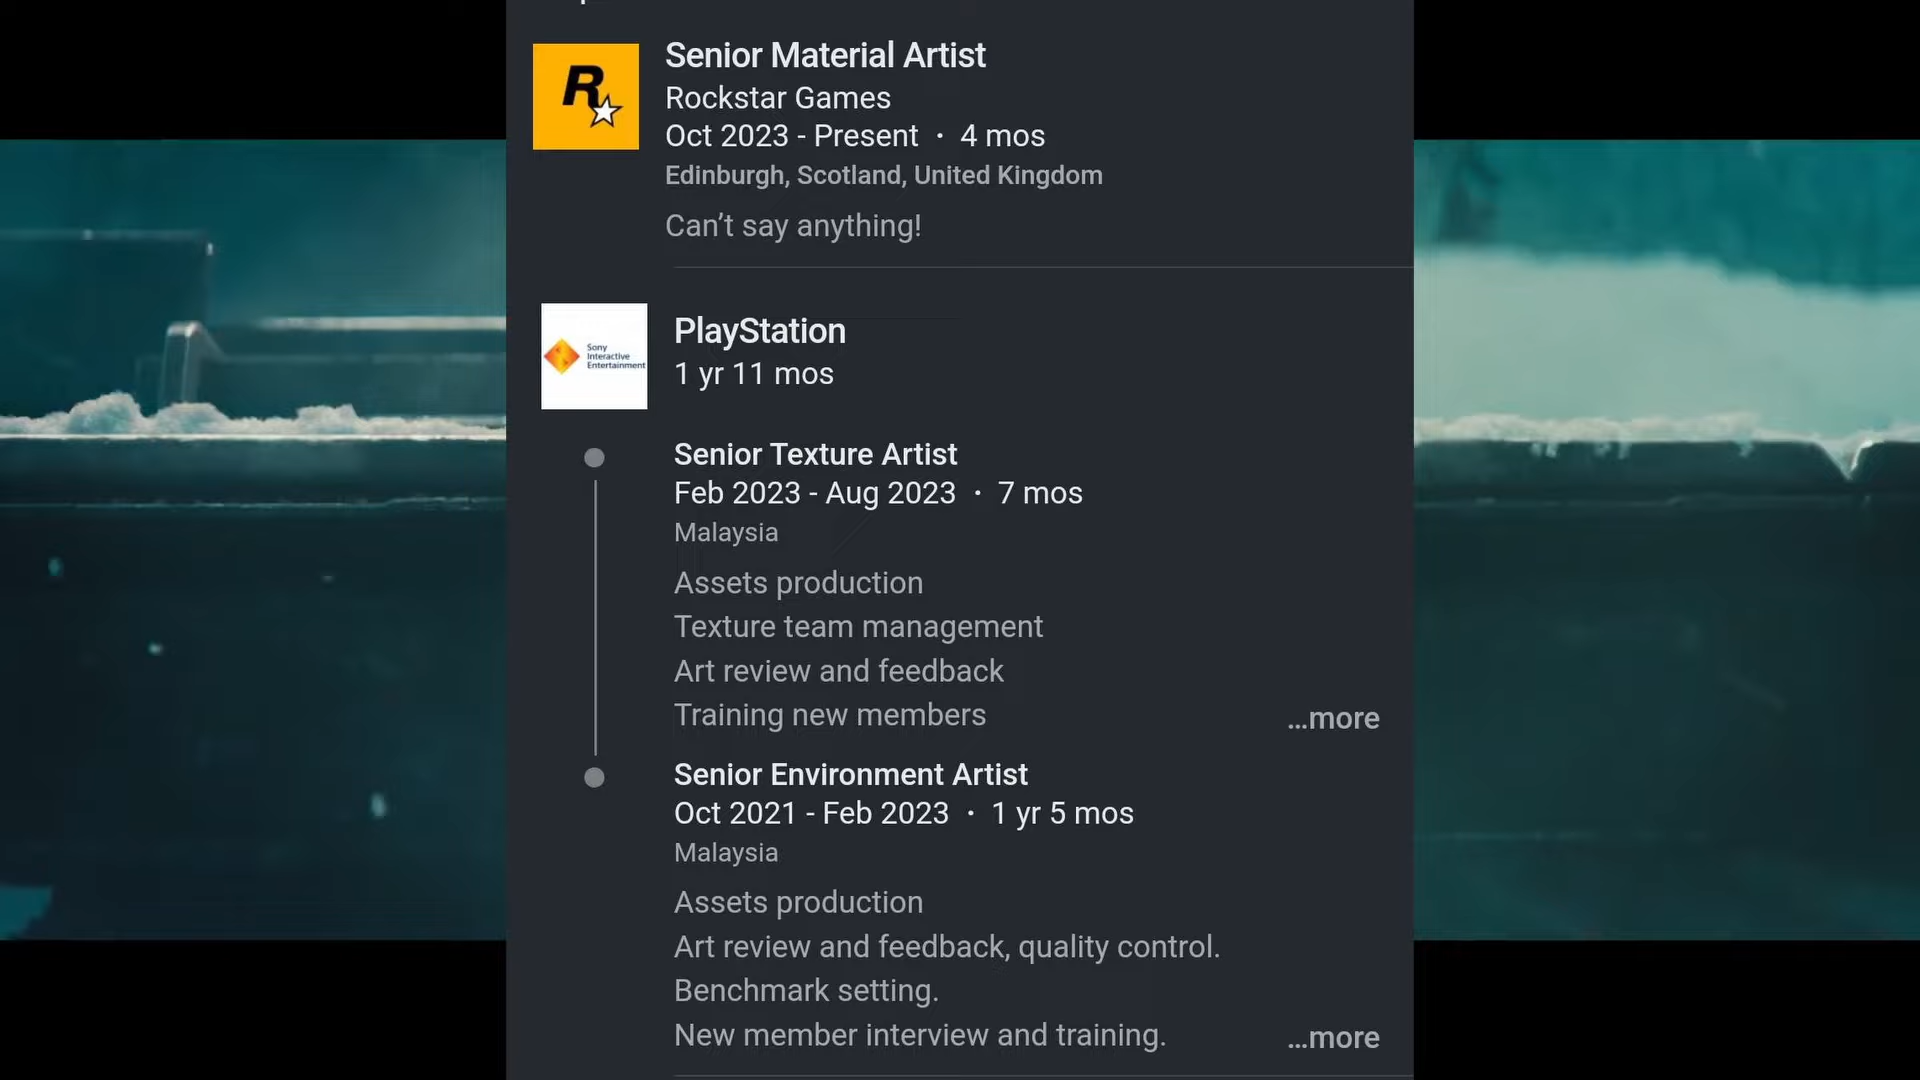 Senior Material Artist
Rockstar Games
Oct 2023 - Present · 4 mos
Edinburgh, Scotland, United Kingdom
Can’t say anything!
Sony
Interactive
Entertainment
PlayStation
1 yr 11 mos
Senior Texture Artist
Feb 2023 - Aug 2023 · 7 mos
Malaysia
Assets production
Texture team management
Art review and feedback
Training new members
...more
Senior Environment Artist
Oct 2021 - Feb 2023 · 1 yr 5 mos
Malaysia
Assets production
Art review and feedback, quality control.
Benchmark setting.
New member interview and training.
...more